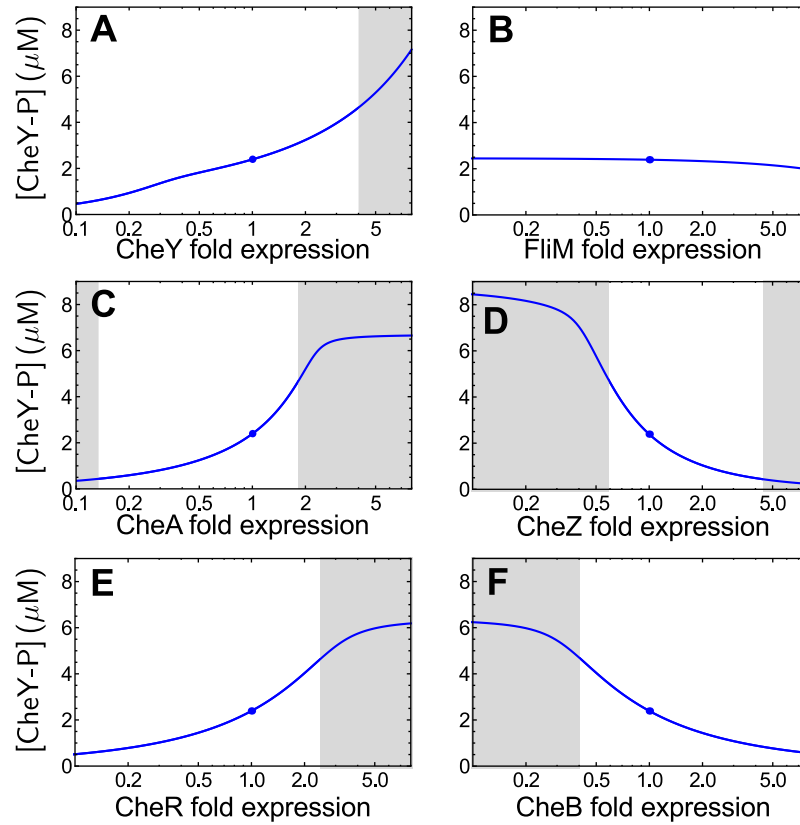 A
B
[CheY-P] (μM)
8
6
4
2
0
0.1 0.2 0.5 1 2 5
CheY fold expression
8
6
4
2
0
0.2 0.5 1.0 2.0 5.0
FliM fold expression
C
D
[CheY-P] (μM)
8
6
4
2
0
0.1 0.2 0.5 1 2 5
CheA fold expression
8
6
4
2
0
0.2 0.5 1.0 2.0 5.0
CheZ fold expression
E
F
[CheY-P] (μM)
8
6
4
2
0
0.2 0.5 1.0 2.0 5.0
CheR fold expression
8
6
4
2
0
0.2 0.5 1.0 2.0 5.0
CheB fold expression